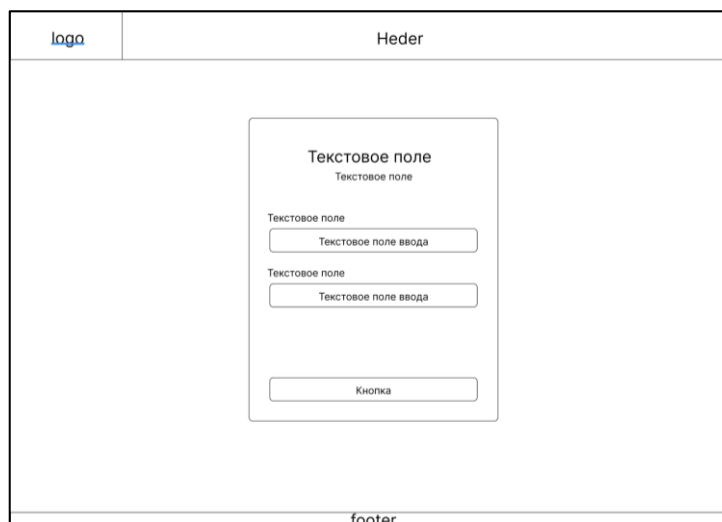 logo
Heder
Текстовое поле
Текстовое поле
Текстовое поле
Текстовое поле ввода
Текстовое поле
Текстовое поле ввода
Кнопка
footer